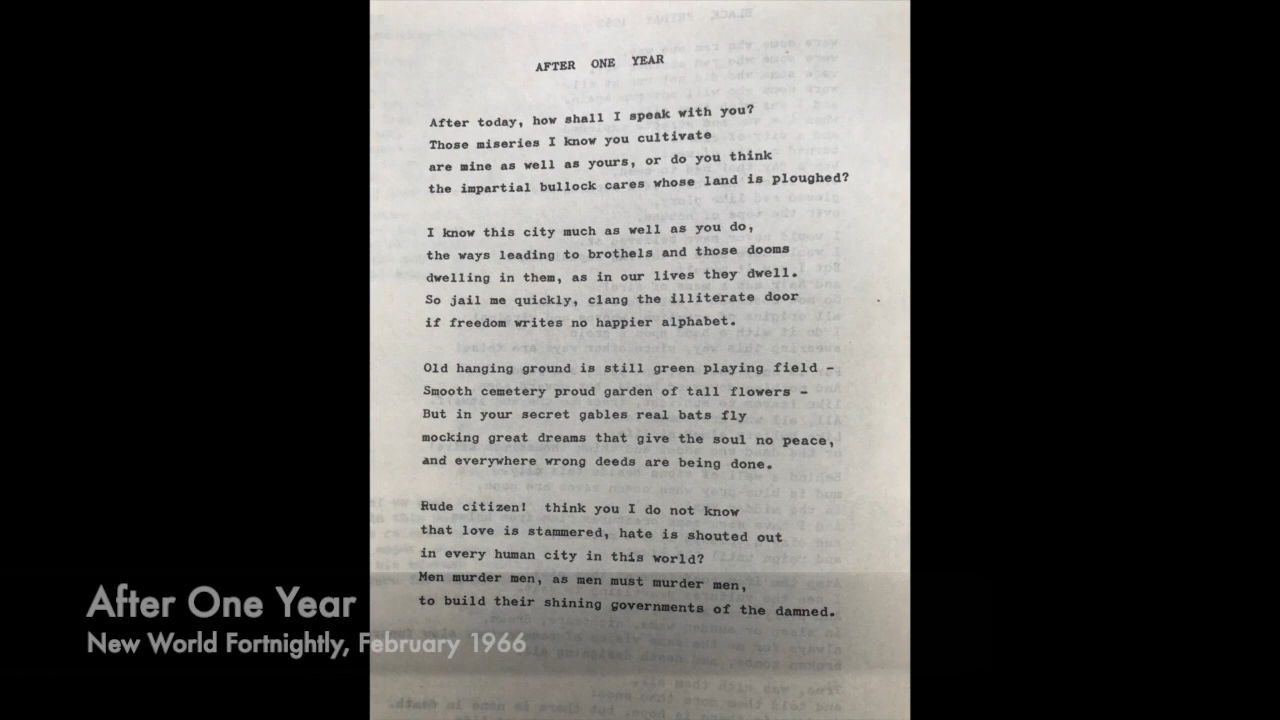 AFTER ONE YEAR
After today, how shall I speak with you?
Those miseries I know you cultivate
are mine as well as yours, or do you think
the impartial bullock cares whose land is ploughed?
I know this city much as well as you do,
the ways leading to brothels and those dooms
dwelling in them, as in our lives they dwell.
So jail me quickly, clang the illiterate door
if freedom writes no happier alphabet.
Old hanging ground is still green playing field -
Smooth cemetery proud garden of tall flowers -
But in your secret gables real bats fly
mocking great dreams that give the soul no peace,
and everywhere wrong deeds are being done.
Rude citizen! think you I do not know
that love is stammered, hate is shouted out
in every human city in this world?
Men murder men, as men must murder men,
to build their shining governments of the damned.
After One Year
New World Fortnightly, February 1966